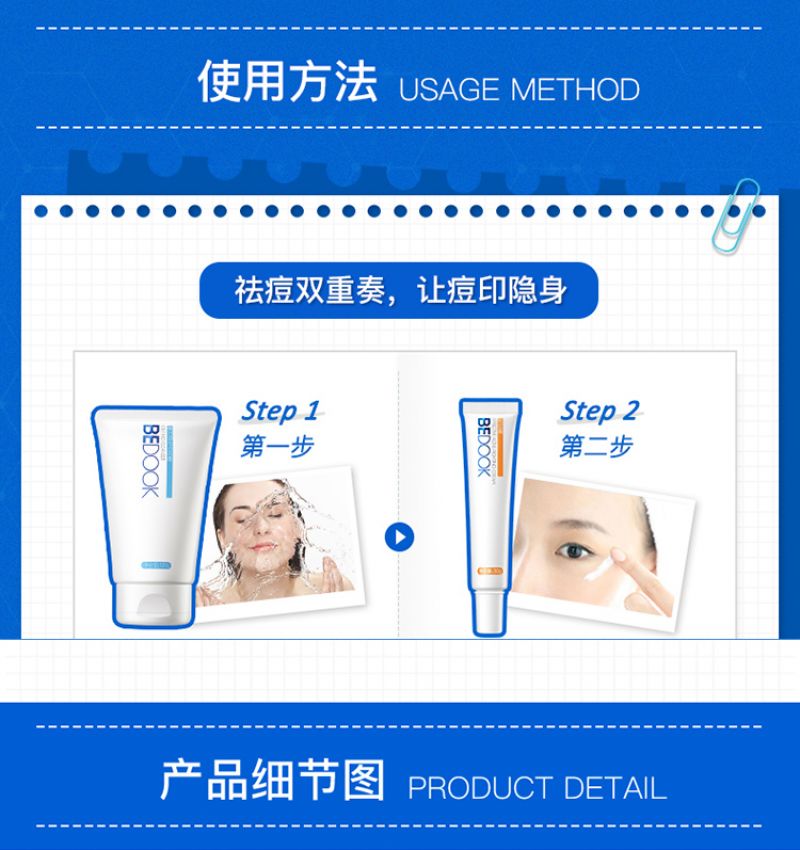 使用方法 USAGE METHOD
祛痘双重奏，让痘印隐身
Step 1
第一步
BEDOOK
Step 2
第二步
BEDOOK
产品细节图 PRODUCT DETAIL